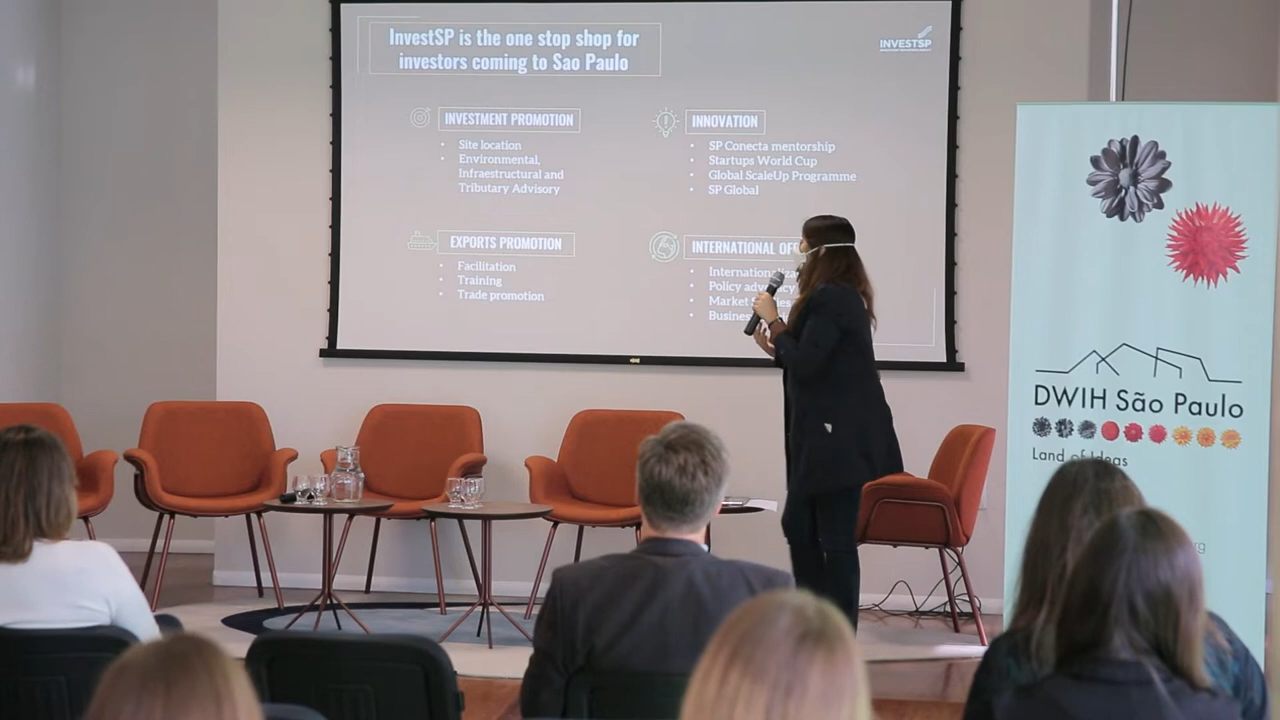 InvestSP is the one stop shop for
investors coming to Sao Paulo
INVESTSP
INVESTMENT PROMOTION
• Site location
• Environmental,
Infraestructural and
Tributary Advisory
INNOVATION
• SP Conecta mentorship
• Startups World Cup
• Global ScaleUp Programme
• SP Global
EXPORTS PROMOTION
• Facilitation
• Training
• Trade promotion
INTERNATIONAL
•
• Policy
• Market
•
DWIH São Paulo
Land of Ideas